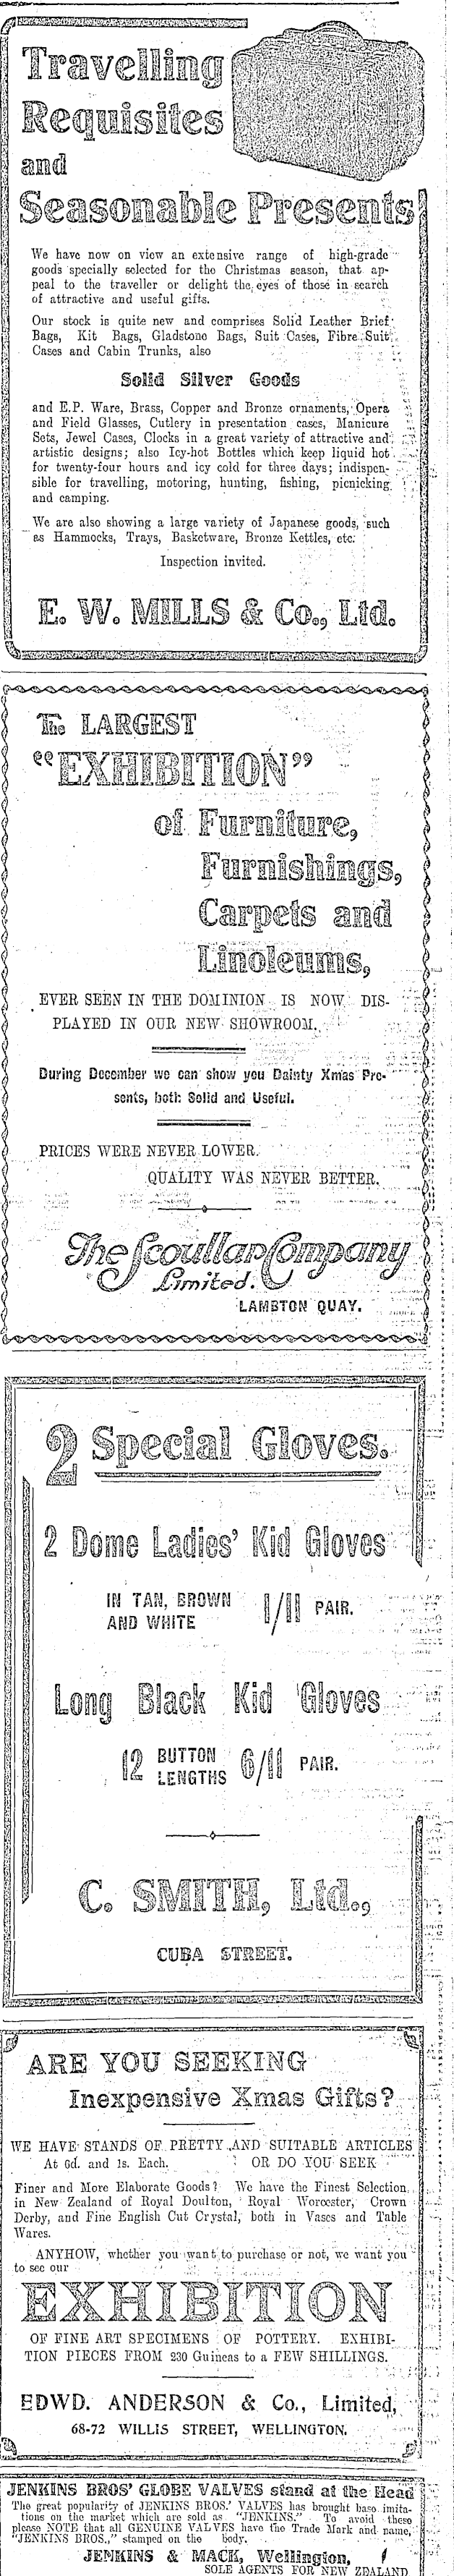 Travelling
Requisites
and
Seasonable Presents
We have now on view an extensive range of high-grade
goods specially selected for the Christmas season, that ap-
peal to the traveller or delight the eyes of those in search
of attractive and useful gifts.
Our stock is quite new and comprises Solid Leather Brief
Bags, Kit Bags, Gladstone Bags, Suit Cases, Fibre Suit
Cases and Cabin Trunks, also
Solid Silver Goods
and E.P. Ware, Brass, Copper and Bronze ornaments, Opera
and Field Glasses, Cutlery in presentation cases, Manicure
Sets, Jewel Cases, Clocks in a great variety of attractive and
artistic designs; also Icy-hot Bottles which keep liquid hot
for twenty-four hours and icy cold for three days; indispen-
sible for travelling, motoring, hunting, fishing, picnicking
and camping.
We are also showing a large variety of Japanese goods, such
as Hammocks, Trays, Basketware, Bronze Kettles, etc.
Inspection invited.
E. W. MILLS & Co., Ltd.
The LARGEST
"EXHIBITION"
of Furniture,
Furnishings,
Carpets and
Linoleums,
EVER SEEN IN THE DOMINION IS NOW DIS-
PLAYED IN OUR NEW SHOWROOM.
During December we can show you Dainty Xmas Pre-
sents, both Solid and Useful.
PRICES WERE NEVER LOWER.
QUALITY WAS NEVER BETTER.
The Scoullar Company
Limited.
LAMBTON QUAY.
2 Special Gloves.
2 Dome Ladies' Kid Gloves
IN TAN, BROWN
AND WHITE 1/11 PAIR.
Long Black Kid Gloves
12 BUTTON
LENGTHS 6/11 PAIR.
C. SMITH, Ltd.,
CUBA STREET.
ARE YOU SEEKING
Inexpensive Xmas Gifts?
WE HAVE STANDS OF PRETTY AND SUITABLE ARTICLES
At 6d. and 1s. Each. OR DO YOU SEEK
Finer and More Elaborate Goods? We have the Finest Selection
in New Zealand of Royal Doulton, Royal Worcester, Crown
Derby, and Fine English Cut Crystal, both in Vases and Table
Wares.
ANYHOW, whether you want to purchase or not, we want you
to see our
EXHIBITION
OF FINE ART SPECIMENS OF POTTERY. EXHIBI-
TION PIECES FROM 230 Guineas to a FEW SHILLINGS.
EDWD. ANDERSON & Co., Limited,
68-72 WILLIS STREET, WELLINGTON.
JENKINS BROS' GLOBE VALVES stand at the Head
The great popularity of JENKINS BROS.' VALVES has brought base imita-
tions on the market which are sold as "JENKINS." To avoid these
please NOTE that all GENUINE VALVES have the Trade Mark and name,
"JENKINS BROS.," stamped on the body.
JENKINS & MACK, Wellington,
SOLE AGENTS FOR NEW ZEALAND